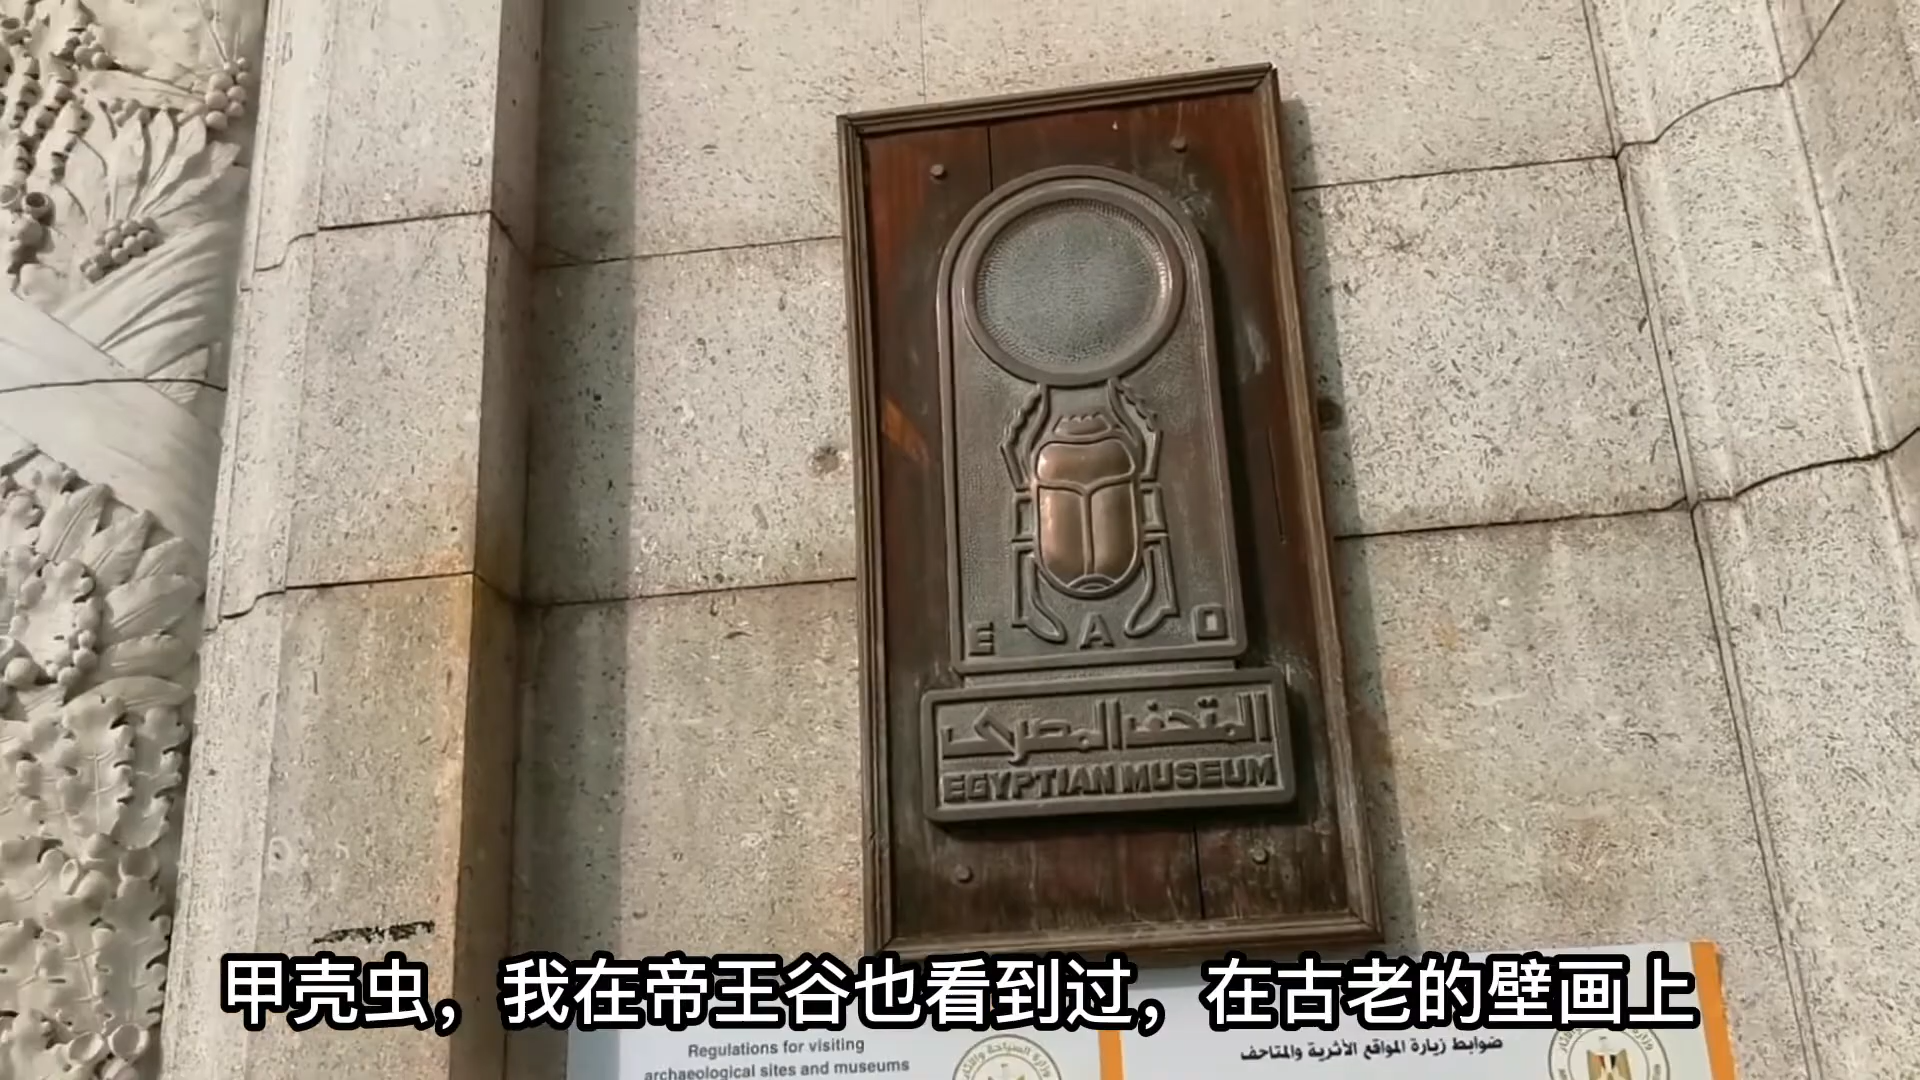 E A O
المتحف المصرى
EGYPTIAN MUSEUM
甲壳虫，我在帝王谷也看到过，在古老的壁画上
Regulations for visiting
archaeological sites and museums
ضوابط زيارة المواقع الأثرية والمتاحف